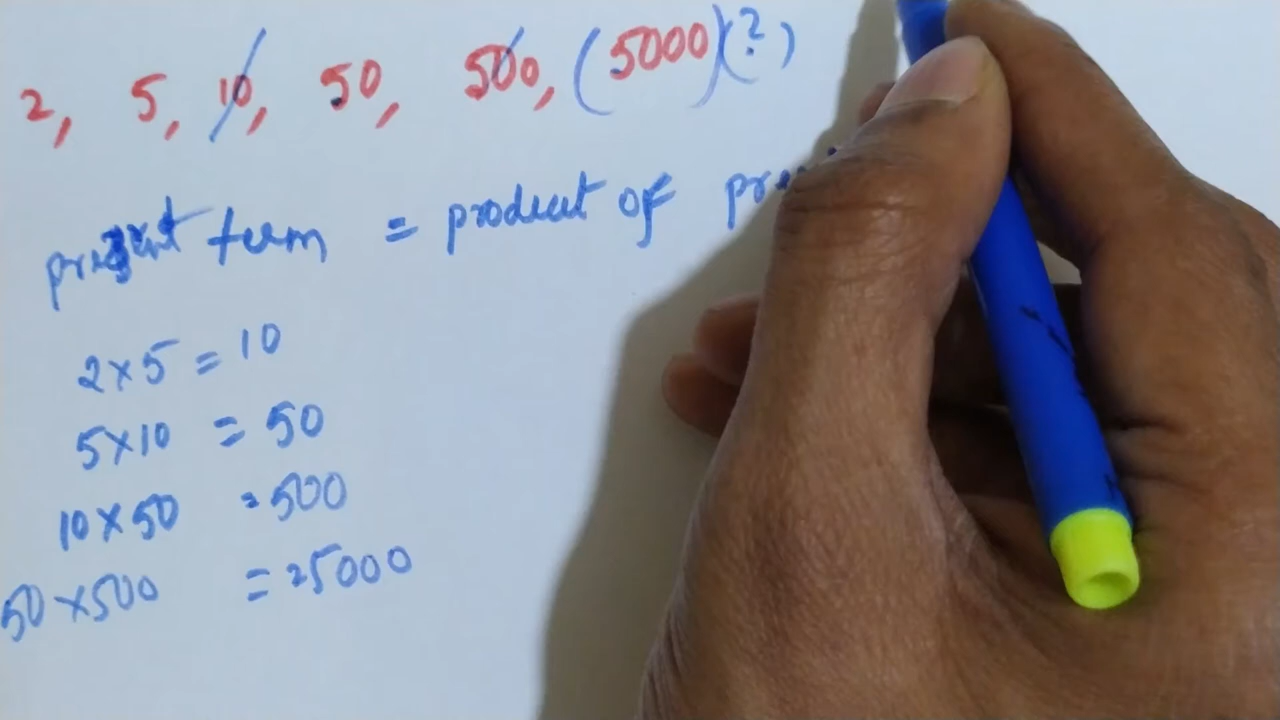 2, 5, 10, 50, 500, (5000)(?)
present term = product of
2×5 = 10
5×10 = 50
10×50 = 500
50×500 = 25000